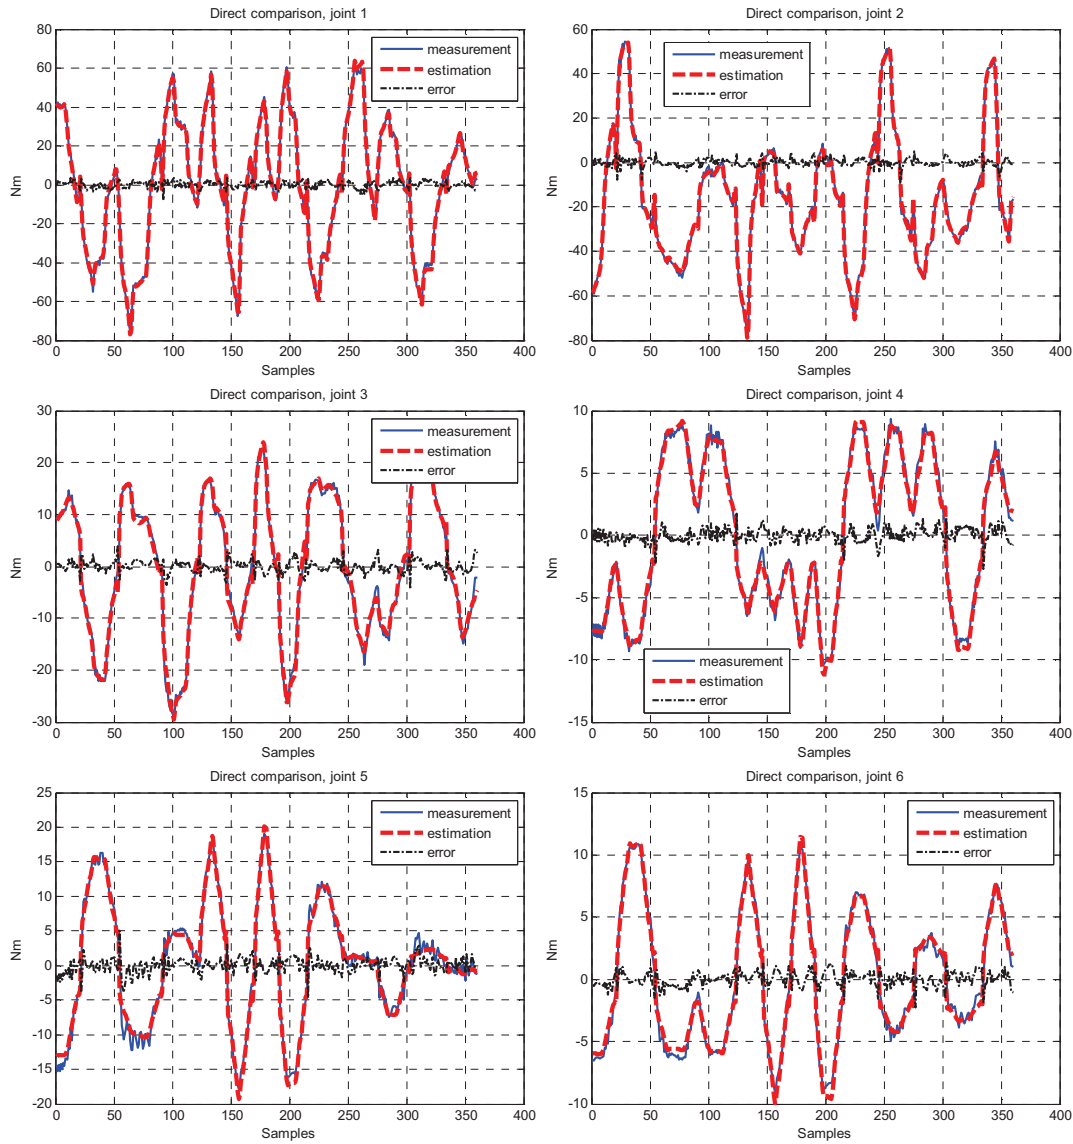 Direct comparison, joint 1
80
60
40
20
0
-20
-40
-60
-80
Nm
measurement
estimation
error
0 50 100 150 200 250 300 350 400
Samples
Direct comparison, joint 2
60
40
20
0
-20
-40
-60
-80
Nm
measurement
estimation
error
0 50 100 150 200 250 300 350 400
Samples
Direct comparison, joint 3
30
20
10
0
-10
-20
-30
Nm
measurement
estimation
error
0 50 100 150 200 250 300 350 400
Samples
Direct comparison, joint 4
10
5
0
-5
-10
-15
Nm
measurement
estimation
error
0 50 100 150 200 250 300 350 400
Samples
Direct comparison, joint 5
25
20
15
10
5
0
-5
-10
-15
-20
Nm
measurement
estimation
error
0 50 100 150 200 250 300 350 400
Samples
Direct comparison, joint 6
15
10
5
0
-5
-10
Nm
measurement
estimation
error
0 50 100 150 200 250 300 350 400
Samples